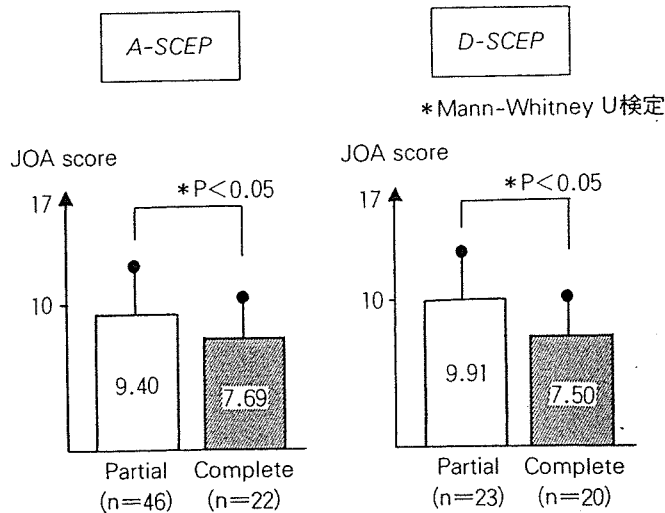 A-SCEP
D-SCEP
*Mann-Whitney U検定
JOA score
17
*P<0.05
10
9.40
7.69
Partial
(n=46)
Complete
(n=22)
JOA score
17
*P<0.05
10
9.91
7.50
Partial
(n=23)
Complete
(n=20)